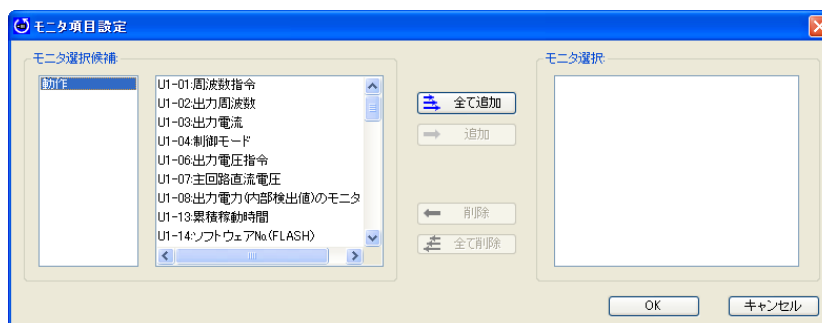 モニタ項目設定
モニタ選択候補
動作
U1-01:周波数指令
U1-02:出力周波数
U1-03:出力電流
U1-04:制御モード
U1-06:出力電圧指令
U1-07:主回路直流電圧
U1-08:出力電力(内部検出値)のモニタ
U1-13:累積稼動時間
U1-14:ソフトウェアNo.(FLASH)
全て追加
追加
削除
全て削除
モニタ選択
OK
キャンセル